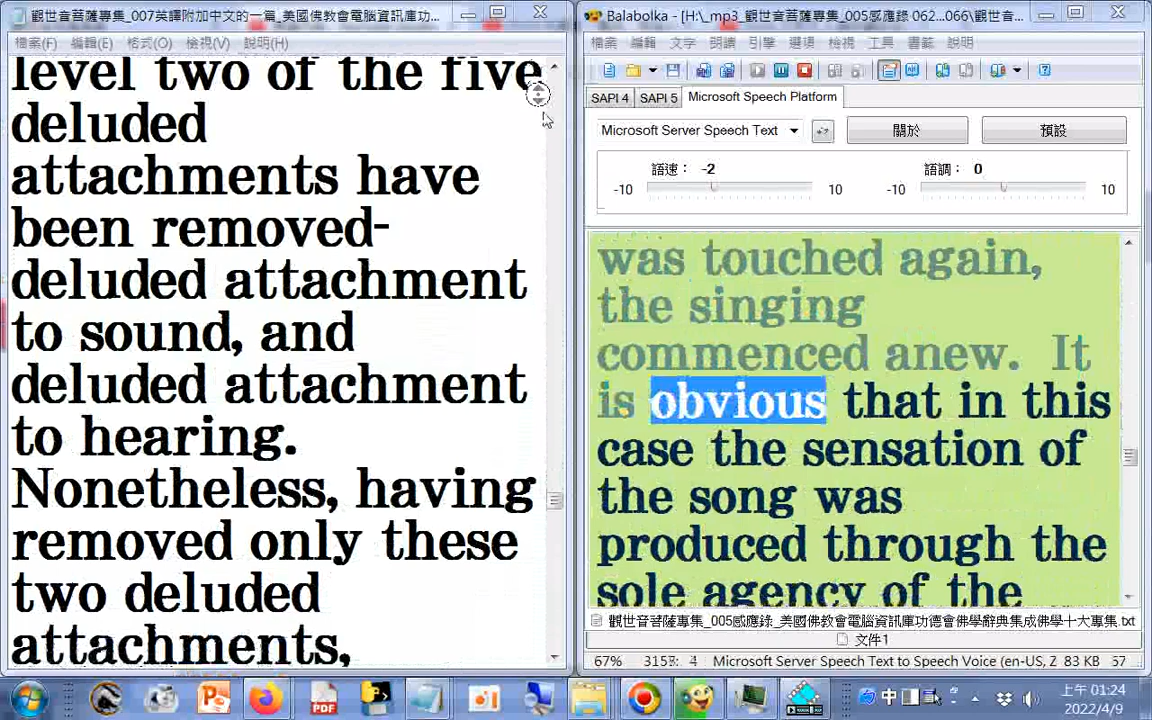 觀世音菩薩專集_007英譯附加中文的一篇_美國佛教會電腦資訊庫功...
檔案(F) 編輯(E) 格式(O) 檢視(V) 說明(H)
level two of the five
deluded
attachments have
been removed-
deluded attachment
to sound, and
deluded attachment
to hearing.
Nonetheless, having
removed only these
two deluded
attachments,
Balabolka - [H:\_mp3_觀世音菩薩專集_005感應錄 062...066\觀世音...
檔案 編輯 文字 朗讀 引擎 選項 檢視 工具 書籤 說明
SAPI 4 SAPI 5 Microsoft Speech Platform
Microsoft Server Speech Text 關於 預設
語速： -2 語調： 0
-10 10 -10 10
was touched again,
the singing
commenced anew. It
is obvious that in this
case the sensation of
the song was
produced through the
sole agency of the
觀世音菩薩專集_005感應錄_美國佛教會電腦資訊庫功德會佛學辭典集成佛學十大專集.txt
文件1
67% 315: 4 Microsoft Server Speech Text to Speech Voice (en-US, Z 83 KB 57
中
上午 01:24
2022/4/9